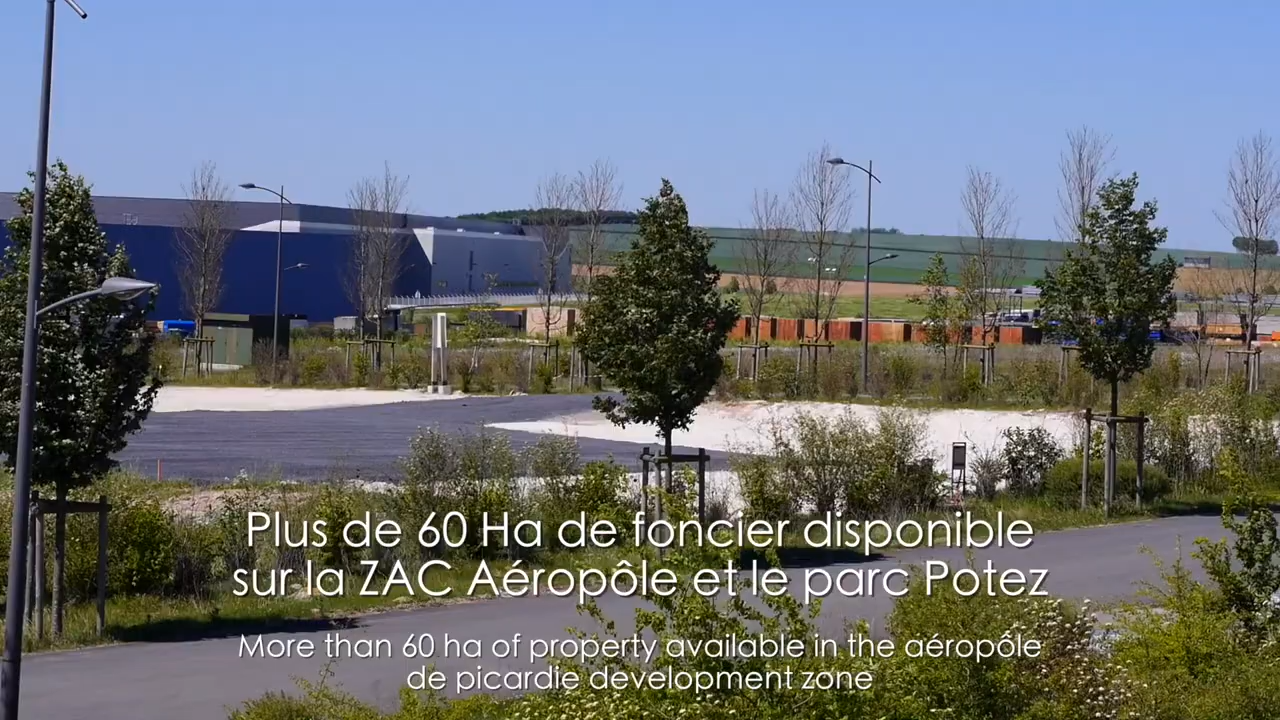 Plus de 60 Ha de foncier disponible
sur la ZAC Aéropôle et le parc Potez
More than 60 ha of property available in the aéropôle
de picardie development zone